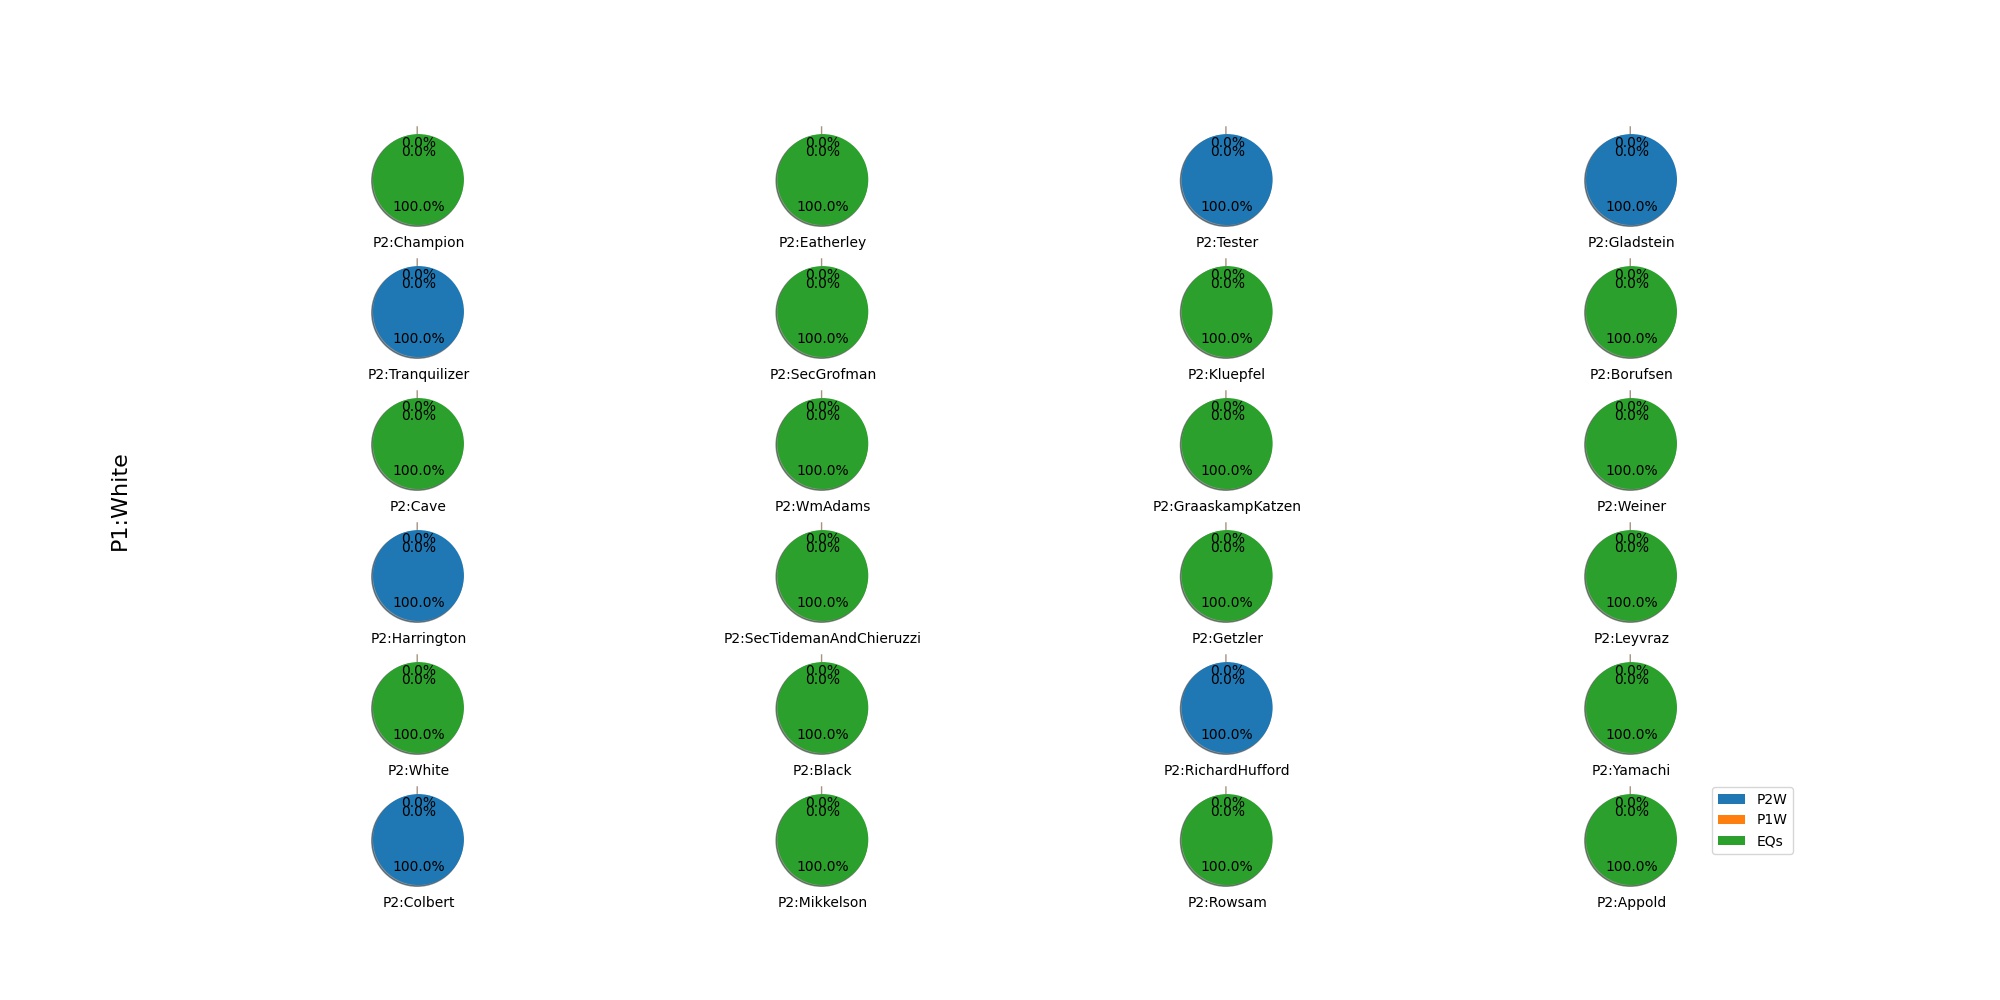 0.0% 0.0% 0.0% 0.0%
0.0% 0.0% 0.0% 0.0%
100.0% 100.0% 100.0% 100.0%
P2:Champion P2:Eatherley P2:Tester P2:Gladstein
0.0% 0.0% 0.0% 0.0%
0.0% 0.0% 0.0% 0.0%
100.0% 100.0% 100.0% 100.0%
P2:Tranquilizer P2:SecGrofman P2:Kluepfel P2:Borufsen
0.0% 0.0% 0.0% 0.0%
0.0% 0.0% 0.0% 0.0%
100.0% 100.0% 100.0% 100.0%
P2:Cave P2:WmAdams P2:GraaskampKatzen P2:Weiner
P1:White
0.0% 0.0% 0.0% 0.0%
0.0% 0.0% 0.0% 0.0%
100.0% 100.0% 100.0% 100.0%
P2:Harrington P2:SecTidemanAndChieruzzi P2:Getzler P2:Leyvraz
0.0% 0.0% 0.0% 0.0%
0.0% 0.0% 0.0% 0.0%
100.0% 100.0% 100.0% 100.0%
P2:White P2:Black P2:RichardHufford P2:Yamachi
0.0% 0.0% 0.0% 0.0%
0.0% 0.0% 0.0% 0.0%
100.0% 100.0% 100.0% 100.0%
P2:Colbert P2:Mikkelson P2:Rowsam P2:Appold
P2W
P1W
EQs